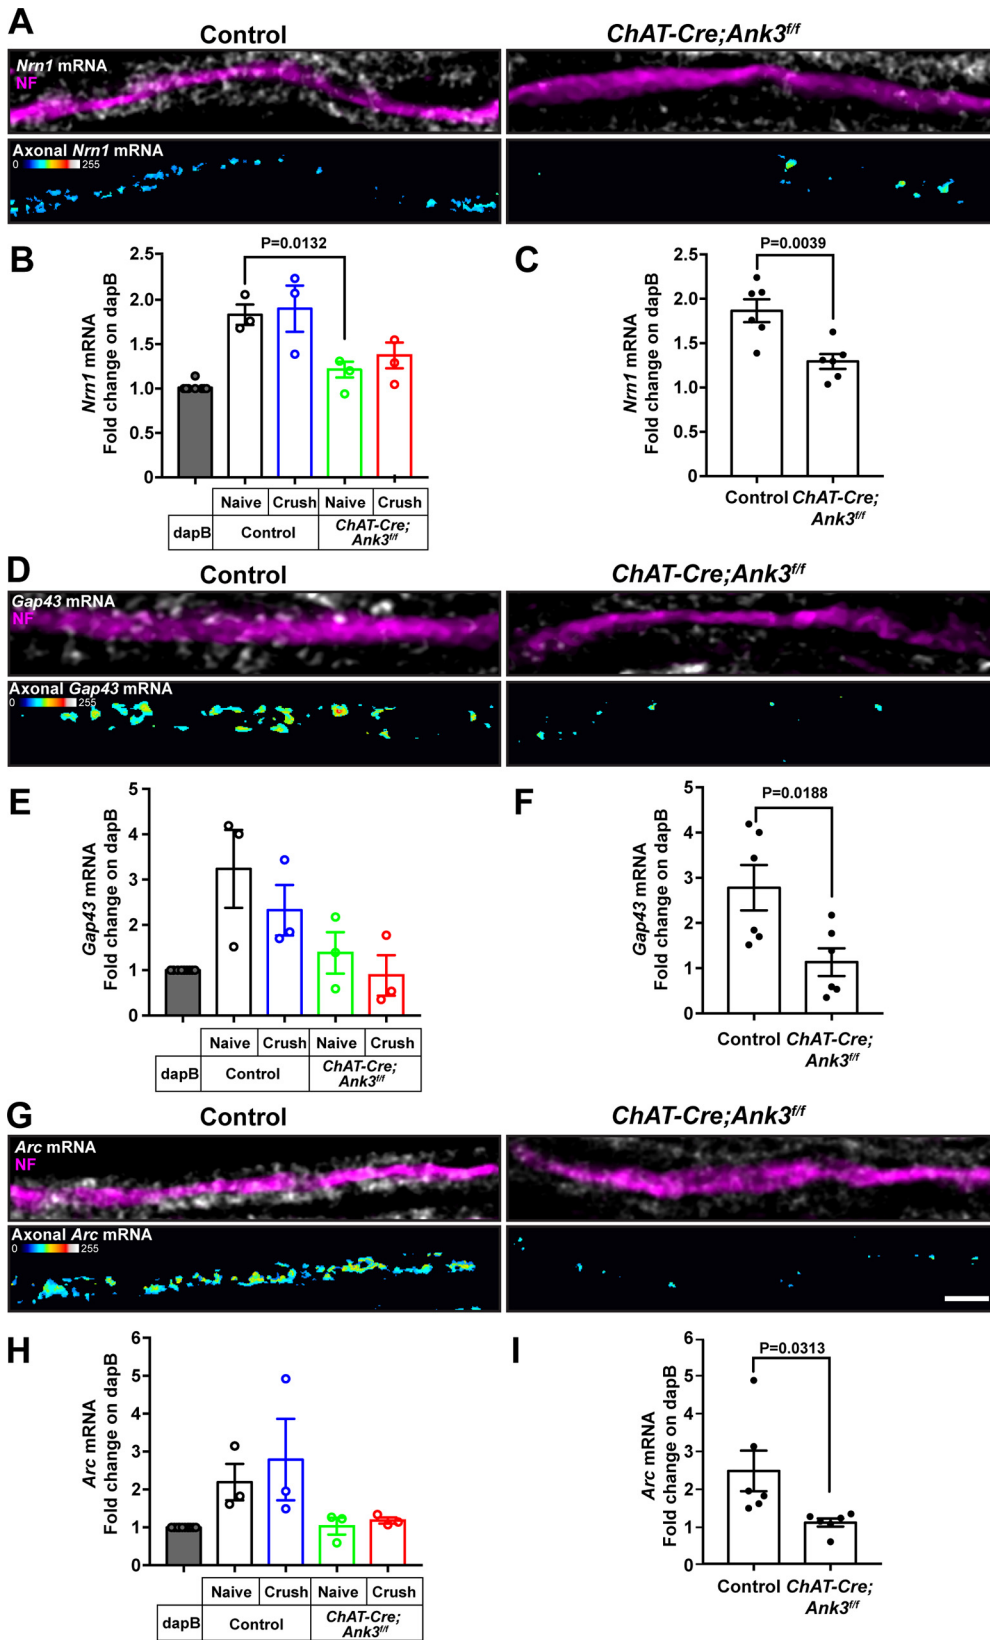 A
Control
ChAT-Cre;Ank3f/f
Nrn1 mRNA
NF
Axonal Nrn1 mRNA
0 255
B
P=0.0132
Nrn1 mRNA
Fold change on dapB
2.5
2.0
1.5
1.0
0.5
0
Naive Crush Naive Crush
dapB Control ChAT-Cre;
Ank3f/f
C
P=0.0039
Nrn1 mRNA
Fold change on dapB
2.5
2.0
1.5
1.0
0.5
0
Control ChAT-Cre;
Ank3f/f
D
Control
ChAT-Cre;Ank3f/f
Gap43 mRNA
NF
Axonal Gap43 mRNA
0 255
E
Gap43 mRNA
Fold change on dapB
5
4
3
2
1
0
Naive Crush Naive Crush
dapB Control ChAT-Cre;
Ank3f/f
F
P=0.0188
Gap43 mRNA
Fold change on dapB
5
4
3
2
1
0
Control ChAT-Cre;
Ank3f/f
G
Control
ChAT-Cre;Ank3f/f
Arc mRNA
NF
Axonal Arc mRNA
0 255
H
Arc mRNA
Fold change on dapB
6
5
4
3
2
1
0
Naive Crush Naive Crush
dapB Control ChAT-Cre;
Ank3f/f
I
P=0.0313
Arc mRNA
Fold change on dapB
6
5
4
3
2
1
0
Control ChAT-Cre;
Ank3f/f